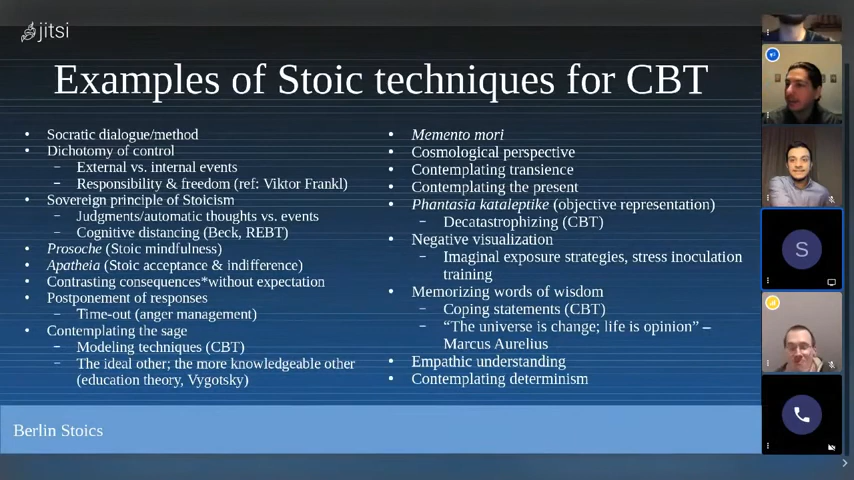 jitsi
Examples of Stoic techniques for CBT
• Socratic dialogue/method
• Dichotomy of control
– External vs. internal events
– Responsibility & freedom (ref: Viktor Frankl)
• Sovereign principle of Stoicism
– Judgments/automatic thoughts vs. events
– Cognitive distancing (Beck, REBT)
• Prosoche (Stoic mindfulness)
• Apatheia (Stoic acceptance & indifference)
• Contrasting consequences*without expectation
• Postponement of responses
– Time-out (anger management)
• Contemplating the sage
– Modeling techniques (CBT)
– The ideal other; the more knowledgeable other
(education theory, Vygotsky)
• Memento mori
• Cosmological perspective
• Contemplating transience
• Contemplating the present
• Phantasia kataleptike (objective representation)
– Decatastrophizing (CBT)
• Negative visualization
– Imaginal exposure strategies, stress inoculation
training
• Memorizing words of wisdom
– Coping statements (CBT)
– “The universe is change; life is opinion” –
Marcus Aurelius
• Empathic understanding
• Contemplating determinism
Berlin Stoics
S